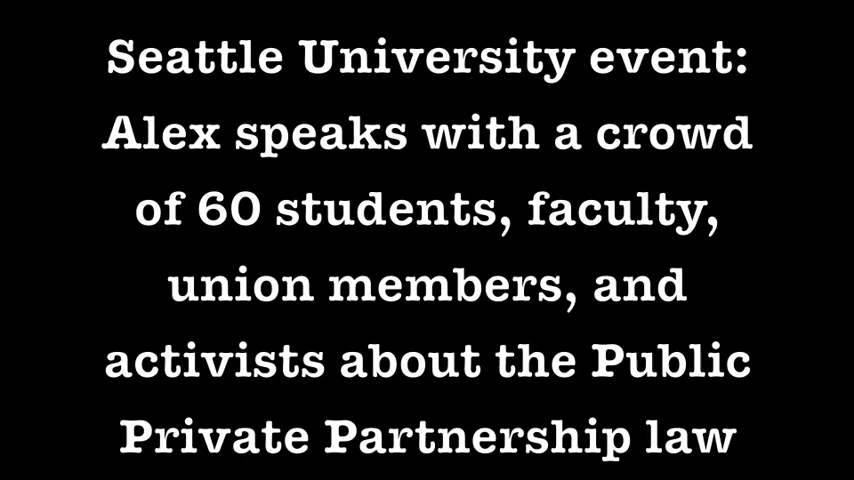 Seattle University event:
Alex speaks with a crowd
of 60 students, faculty,
union members, and
activists about the Public
Private Partnership law